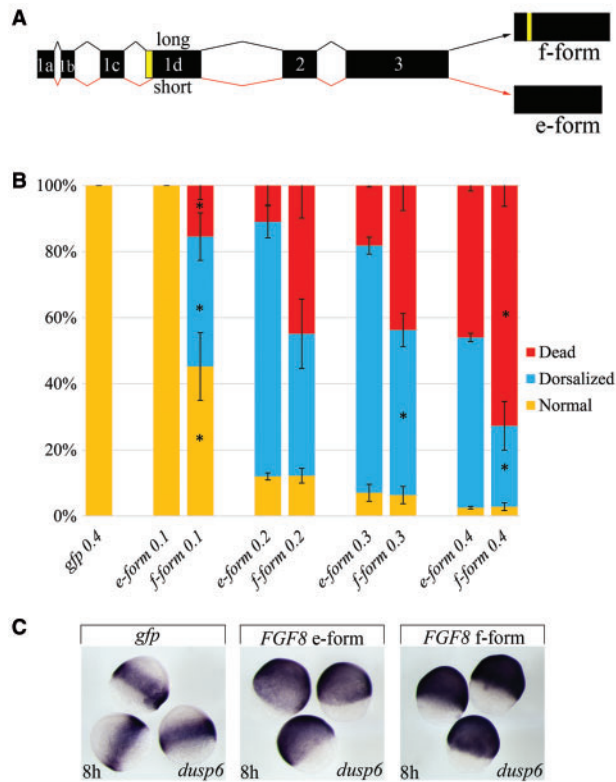 A
long
1a 1b 1c 1d 2 3
short
f-form
e-form
B
100%
80%
60%
40%
20%
0%
* * * * * *
Dead
Dorsalized
Normal
gfp 0.4
e-form 0.1
f-form 0.1
e-form 0.2
f-form 0.2
e-form 0.3
f-form 0.3
e-form 0.4
f-form 0.4
C
gfp
FGF8 e-form
FGF8 f-form
8h dusp6
8h dusp6
8h dusp6